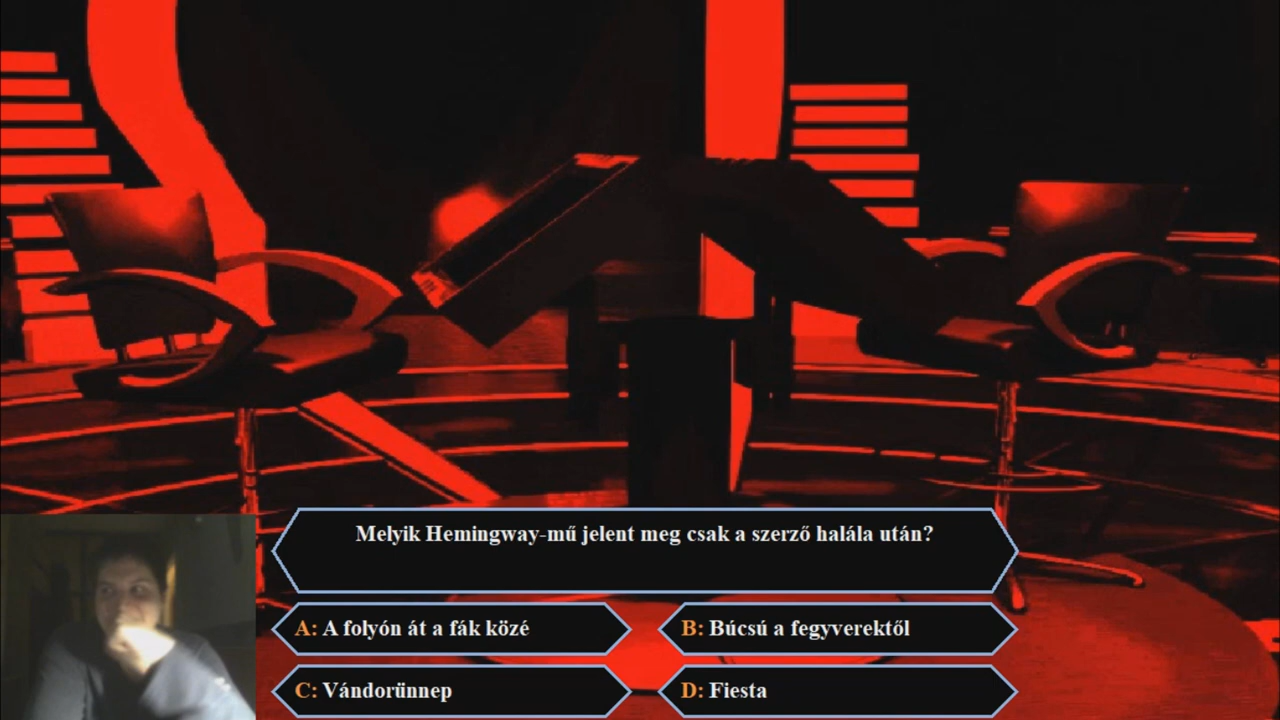 Melyik Hemingway-mű jelent meg csak a szerző halála után?
A: A folyón át a fák közé
B: Búcsú a fegyverektől
C: Vándorünnep
D: Fiesta